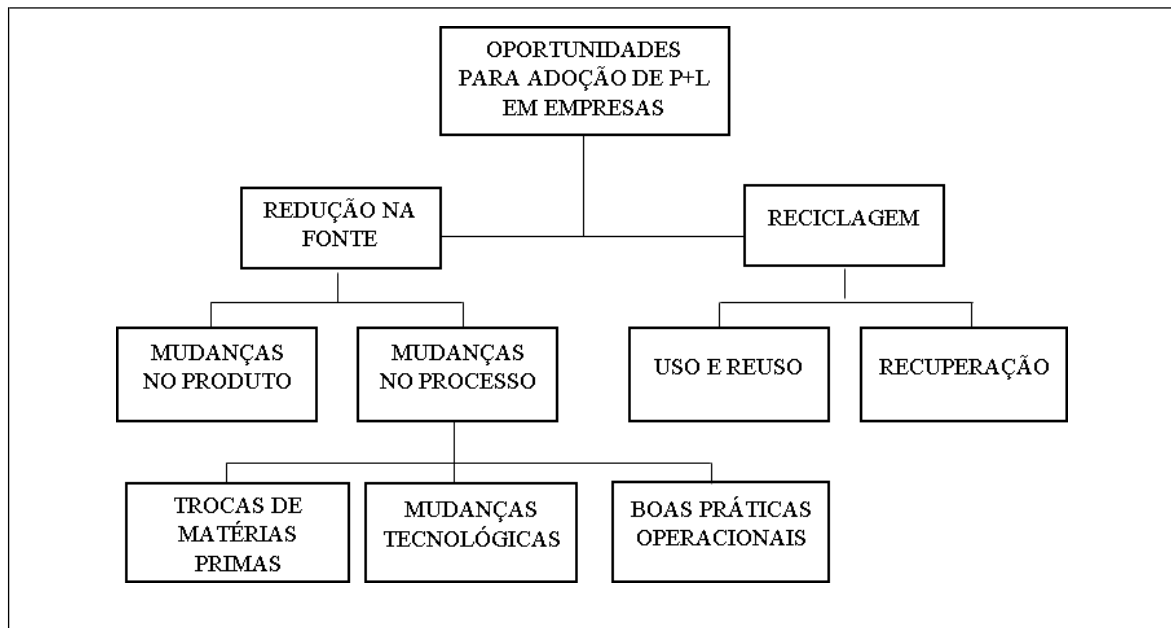 OPORTUNIDADES
PARA ADOÇÃO DE P+L
EM EMPRESAS
REDUÇÃO NA
FONTE
RECICLAGEM
MUDANÇAS
NO PRODUTO
MUDANÇAS
NO PROCESSO
USO E REUSO
RECUPERAÇÃO
TROCAS DE
MATÉRIAS
PRIMAS
MUDANÇAS
TECNOLÓGICAS
BOAS PRÁTICAS
OPERACIONAIS